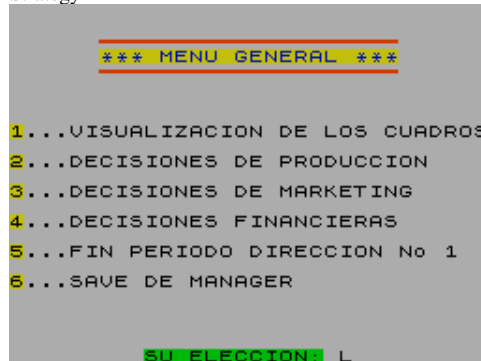 *** MENU GENERAL ***
1...VISUALIZACION DE LOS CUADROS
2...DECISIONES DE PRODUCCION
3...DECISIONES DE MARKETING
4...DECISIONES FINANCIERAS
5...FIN PERIODO DIRECCION No 1
6...SAVE DE MANAGER
SU ELECCION: L